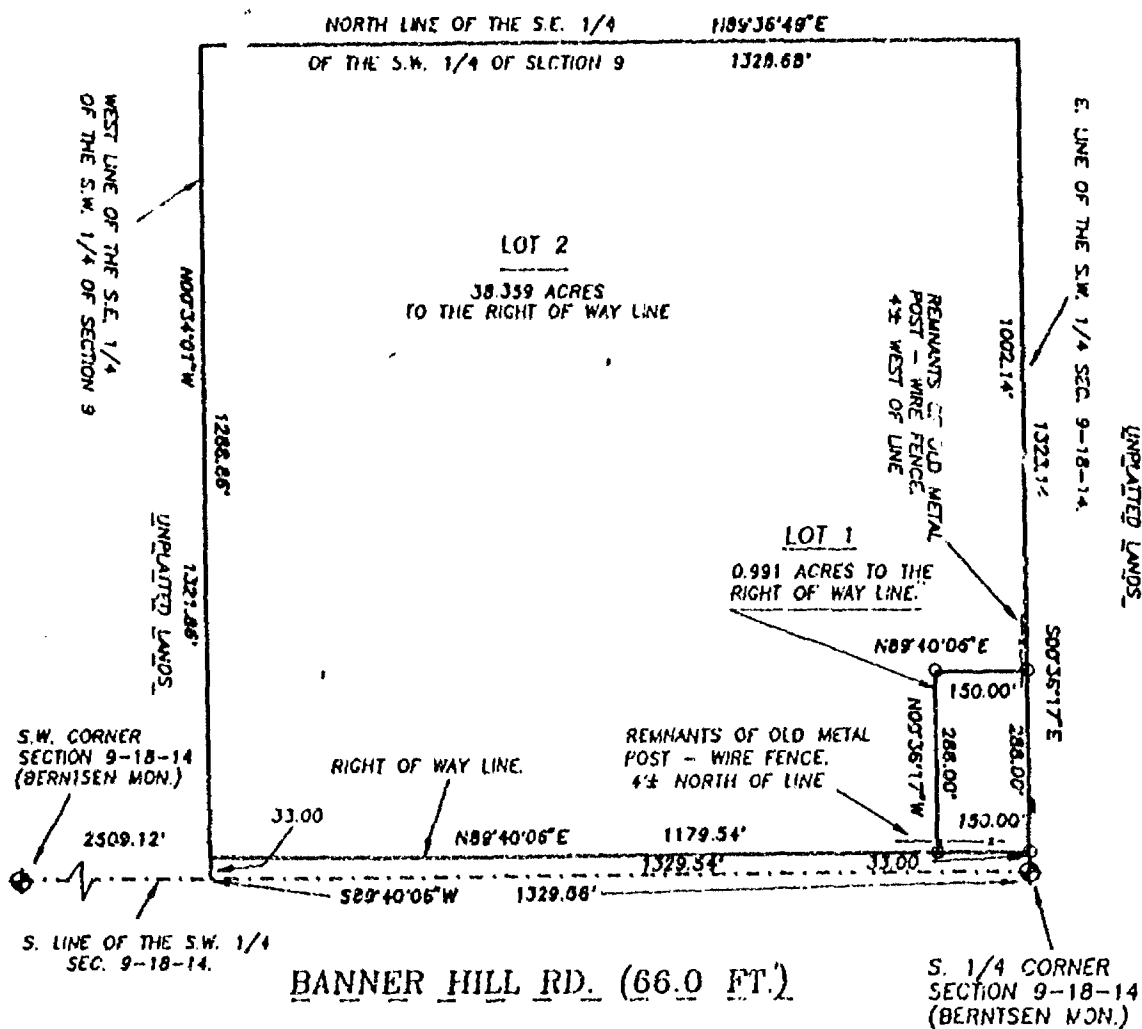 NORTH LINE OF THE S.E. 1/4 N89°36'49"E
OF THE S.W. 1/4 OF SECTION 9 1328.68'
WEST LINE OF THE S.E. 1/4
OF THE S.W. 1/4 OF SECTION 9
N00°34'07"W
1288.86'
1321.86'
UNPLATTED LANDS
LOT 2
38.359 ACRES
TO THE RIGHT OF WAY LINE
E. LINE OF THE S.W. 1/4 SEC. 9-18-14.
1002.14'
UNPLATTED LANDS
REMNANTS OF OLD METAL
POST - WIRE FENCE.
4'± WEST OF LINE
LOT 1
0.991 ACRES TO THE
RIGHT OF WAY LINE.
N89°40'06"E
150.00'
S00°36'17"E
N00°36'17"W
288.00'
288.00'
150.00'
REMNANTS OF OLD METAL
POST - WIRE FENCE.
4'± NORTH OF LINE
S.W. CORNER
SECTION 9-18-14
(BERNTSEN MON.)
RIGHT OF WAY LINE.
33.00
2509.12'
N89°40'06"E 1179.54'
1329.54' 33.00
S89°40'06"W
S. LINE OF THE S.W. 1/4
SEC. 9-18-14.
BANNER HILL RD. (66.0 FT.)
S. 1/4 CORNER
SECTION 9-18-14
(BERNTSEN MON.)